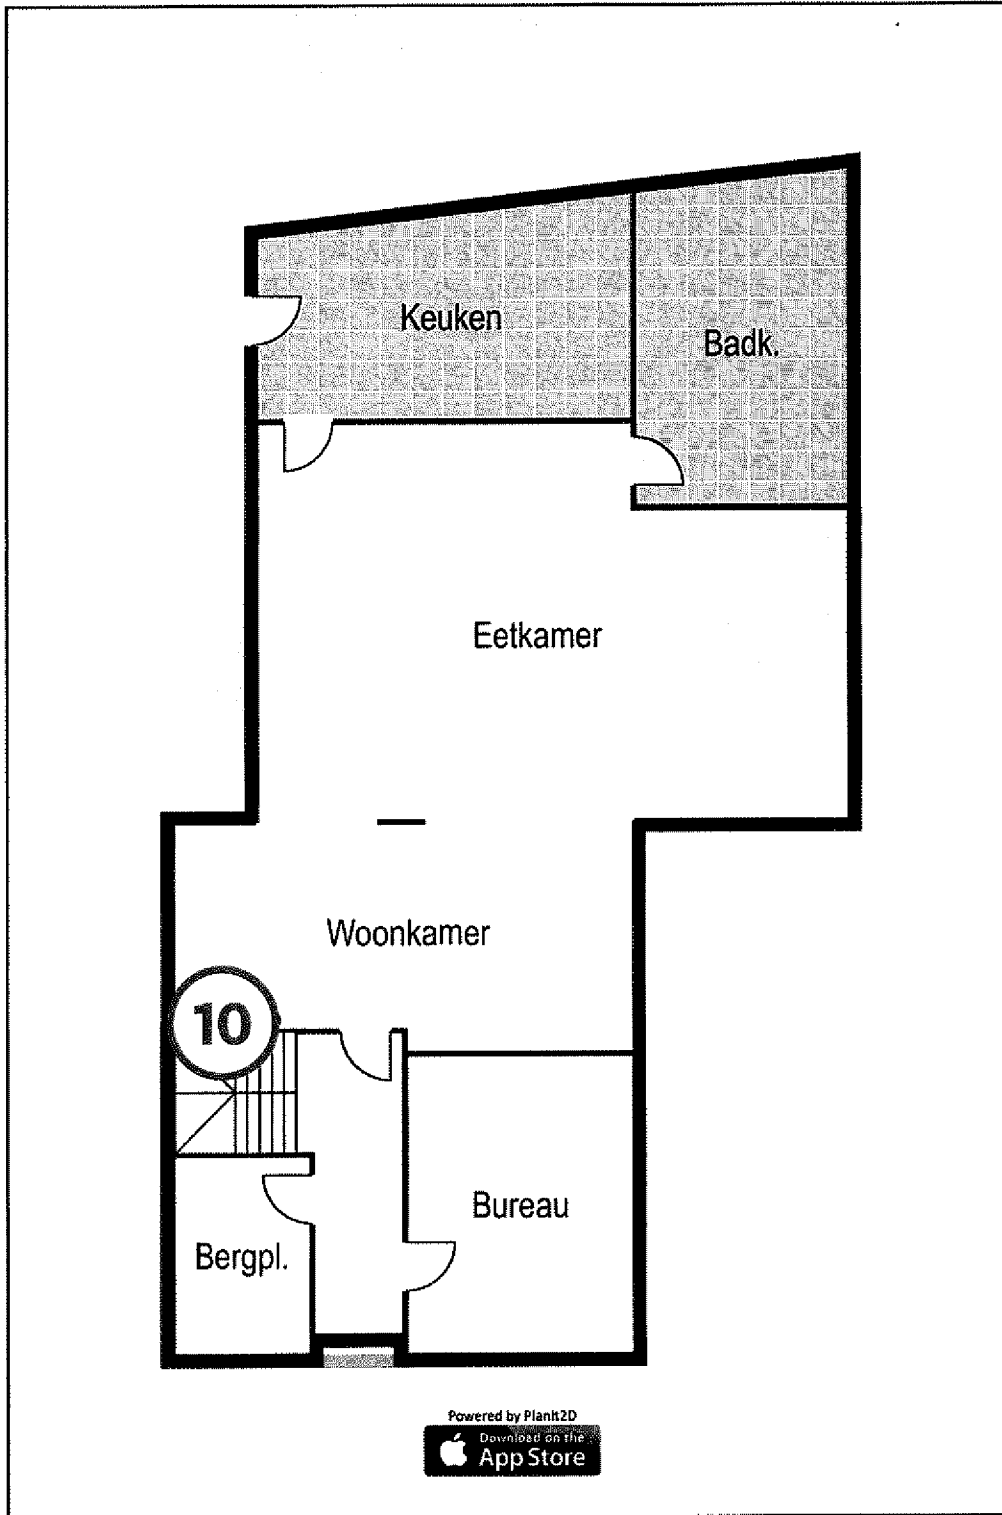 Keuken
Badk.
Eetkamer
Woonkamer
10
Bureau
Bergpl.
Powered by PlanIt2D
Download on the
App Store